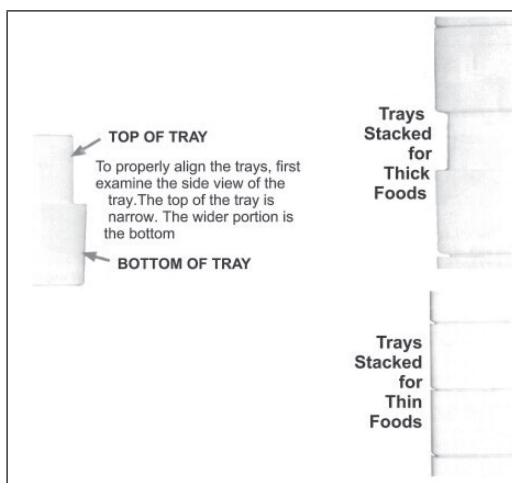 TOP OF TRAY
To properly align the trays, first
examine the side view of the
tray.The top of the tray is
narrow. The wider portion is
the bottom
BOTTOM OF TRAY
Trays
Stacked
for
Thick
Foods
Trays
Stacked
for
Thin
Foods